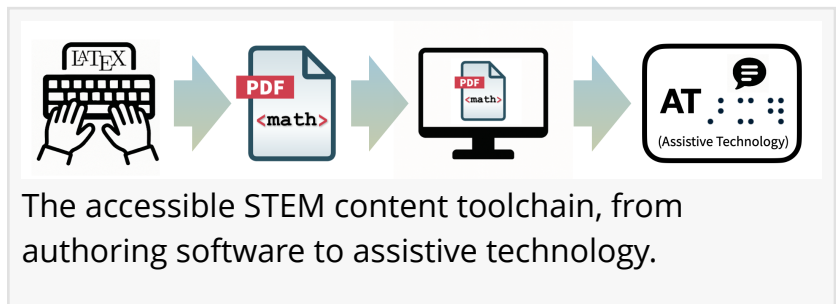 LATEX
PDF
<math>
PDF
<math>
AT
(Assistive Technology)
The accessible STEM content toolchain, from
authoring software to assistive technology.